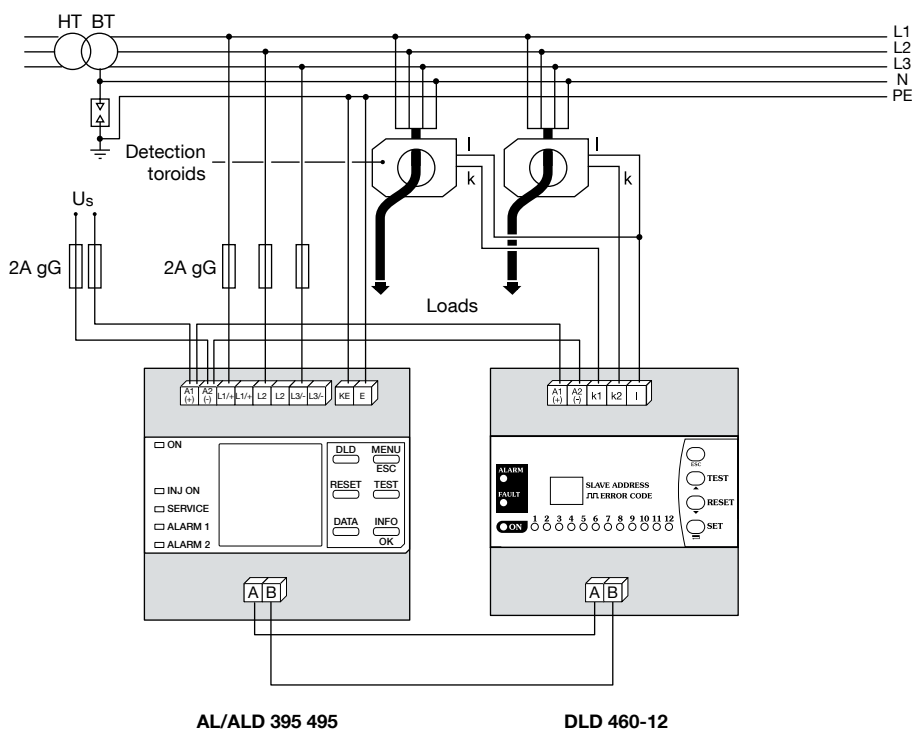 HT BT
L1
L2
L3
N
PE
Detection
toroids
l
k
l
k
Us
2A gG
2A gG
Loads
A1 (+) A2 (-) L1/+ L1/+ L2 L2 L3/- L3/- KE E
A1 (+) A2 (-) k1 k2 l
ON
INJ ON
SERVICE
ALARM 1
ALARM 2
DLD MENU
ESC
RESET TEST
DATA INFO
OK
A B
ALARM
FAULT
ON
SLAVE ADDRESS
ERROR CODE
1 2 3 4 5 6 7 8 9 10 11 12
ESC
TEST
RESET
SET
A B
AL/ALD 395 495
DLD 460-12